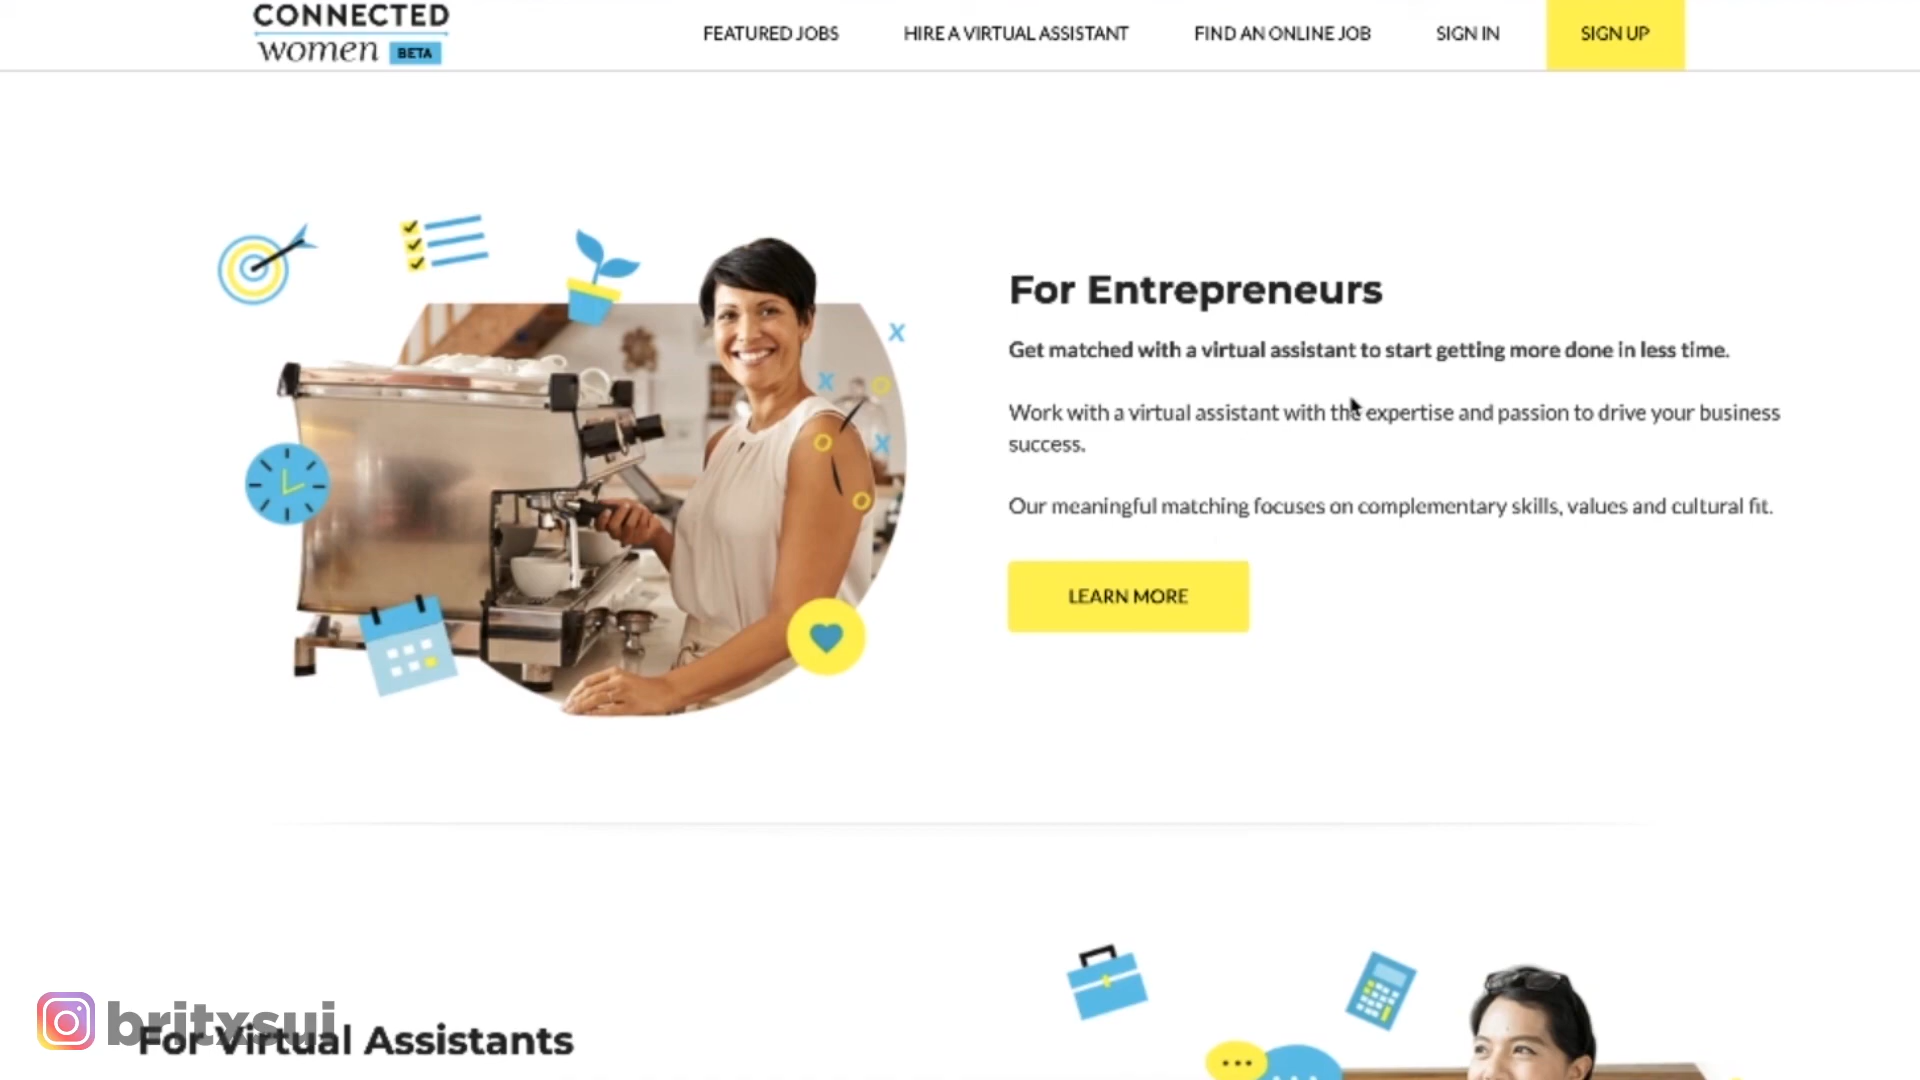 CONNECTED
women BETA
FEATURED JOBS
HIRE A VIRTUAL ASSISTANT
FIND AN ONLINE JOB
SIGN IN
SIGN UP
For Entrepreneurs
Get matched with a virtual assistant to start getting more done in less time.
Work with a virtual assistant with the expertise and passion to drive your business
success.
Our meaningful matching focuses on complementary skills, values and cultural fit.
LEARN MORE
britxsui
For Virtual Assistants